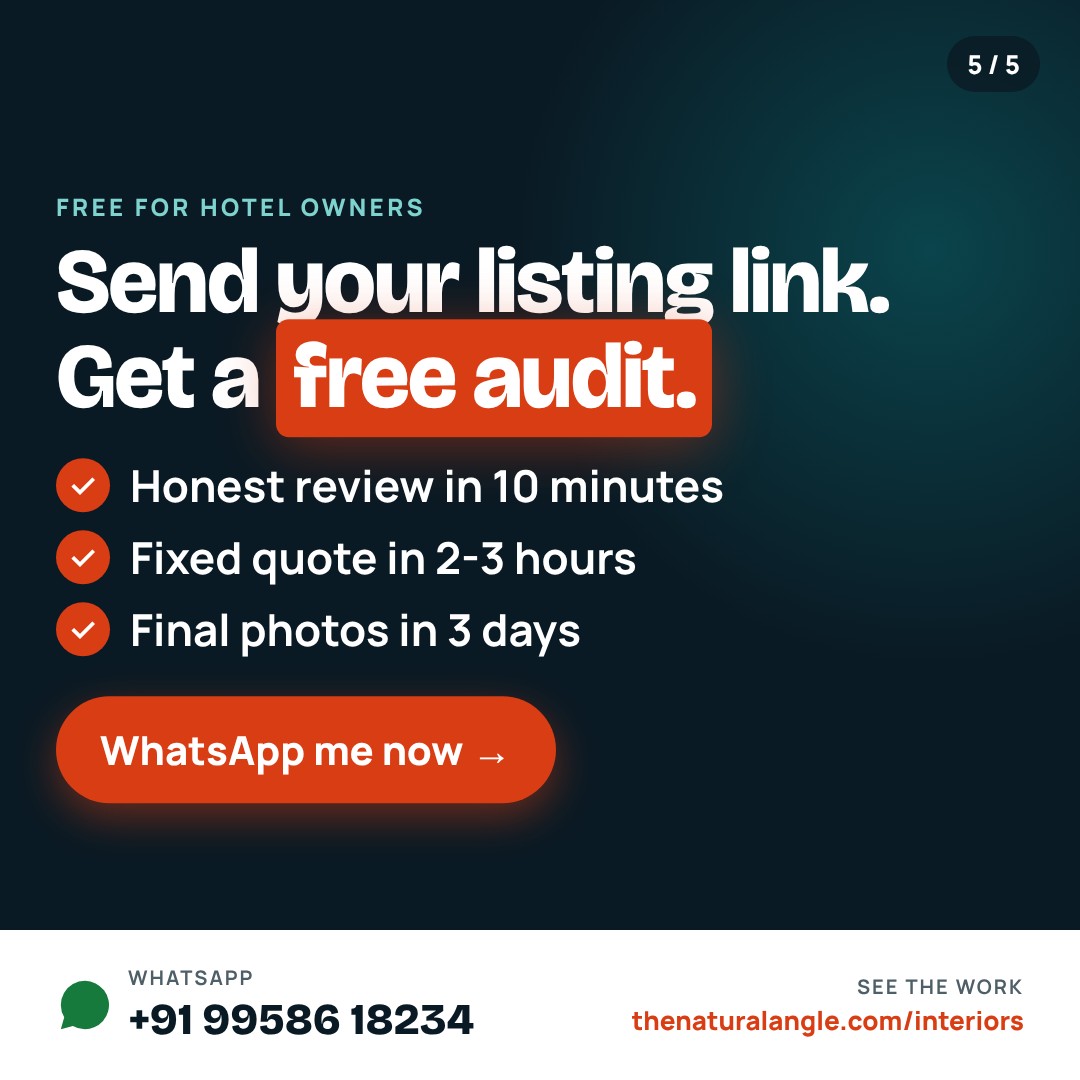 5 / 5
FREE FOR HOTEL OWNERS
Send your listing link.
Get a free audit.
Honest review in 10 minutes
Fixed quote in 2-3 hours
Final photos in 3 days
WhatsApp me now →
WHATSAPP
+91 99586 18234
SEE THE WORK
thenaturalangle.com/interiors